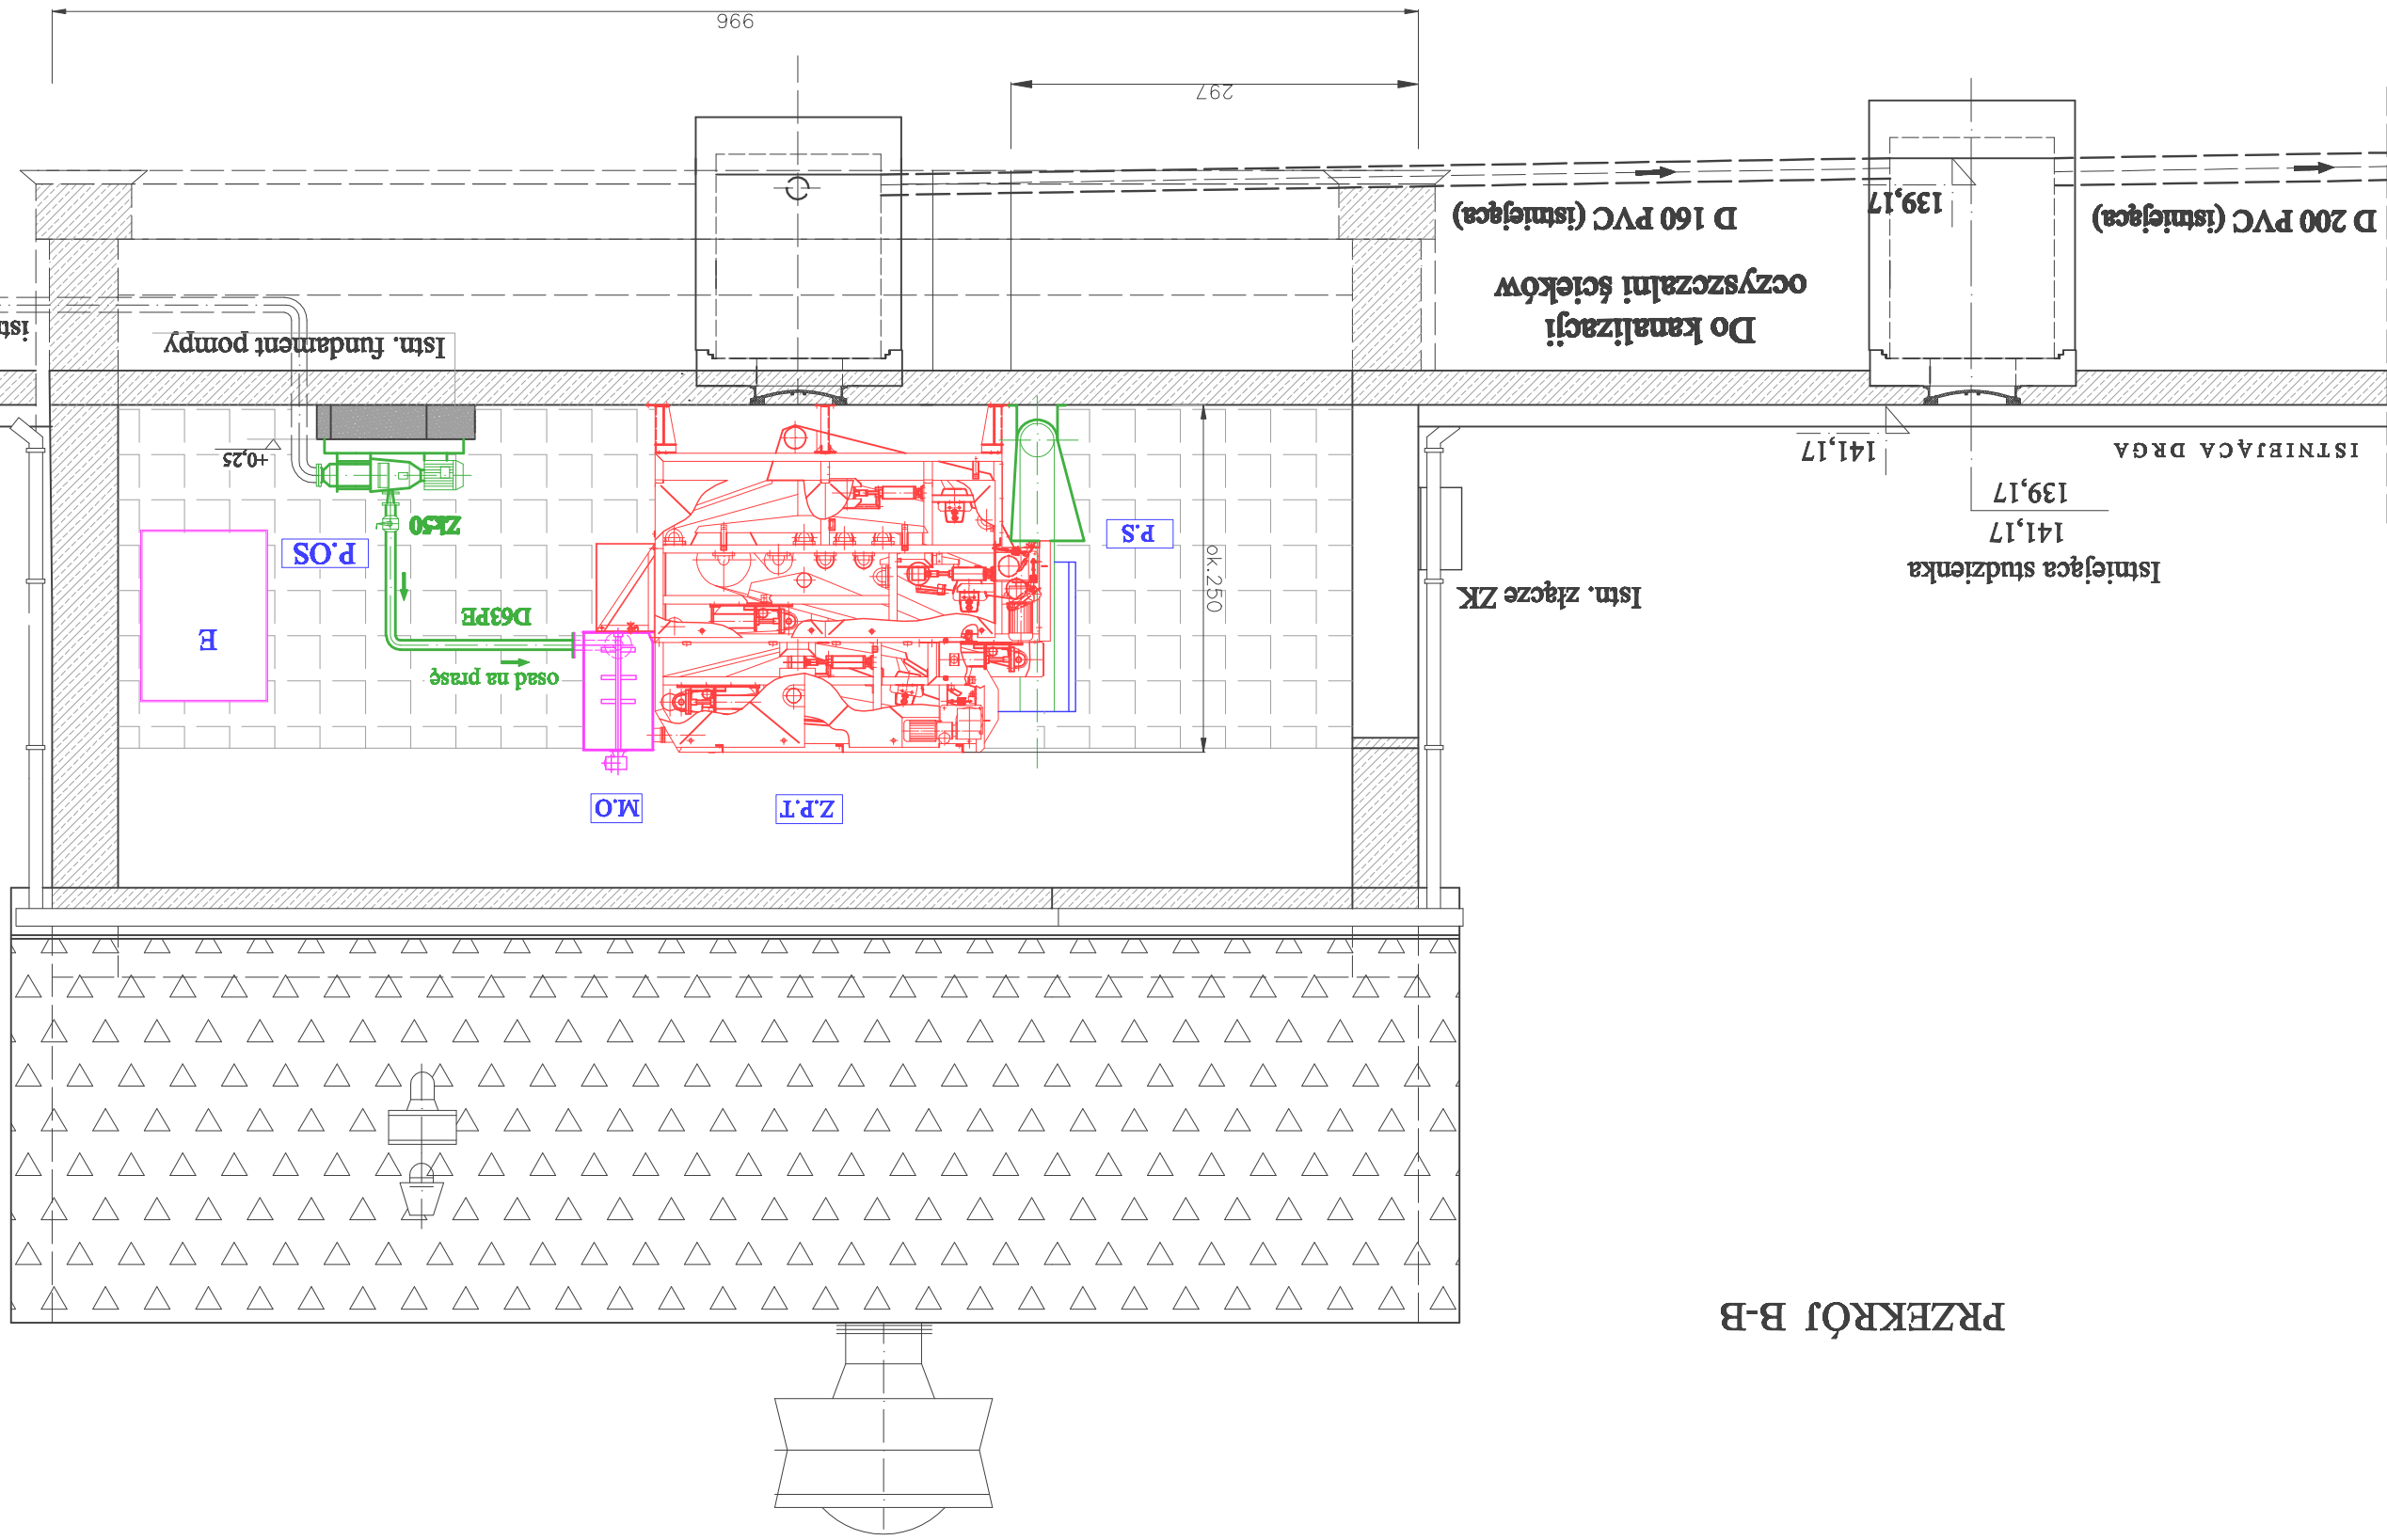 PRZEKRÓJ B-B
Z.P.T
M.O
osad na prasę
E
D63PE
Istniejąca studzienka
141,17
139,17
Istn. złącze ZK
ok.250
P.S
P.OS
Zk50
ISTNIEJĄCA DRGA
141,17
+0,25
Do kanalizacji
oczyszczalni ścieków
Istn. fundament pompy
D 200 PVC (istniejąca)
139,17
D 160 PVC (istniejąca)
297
996